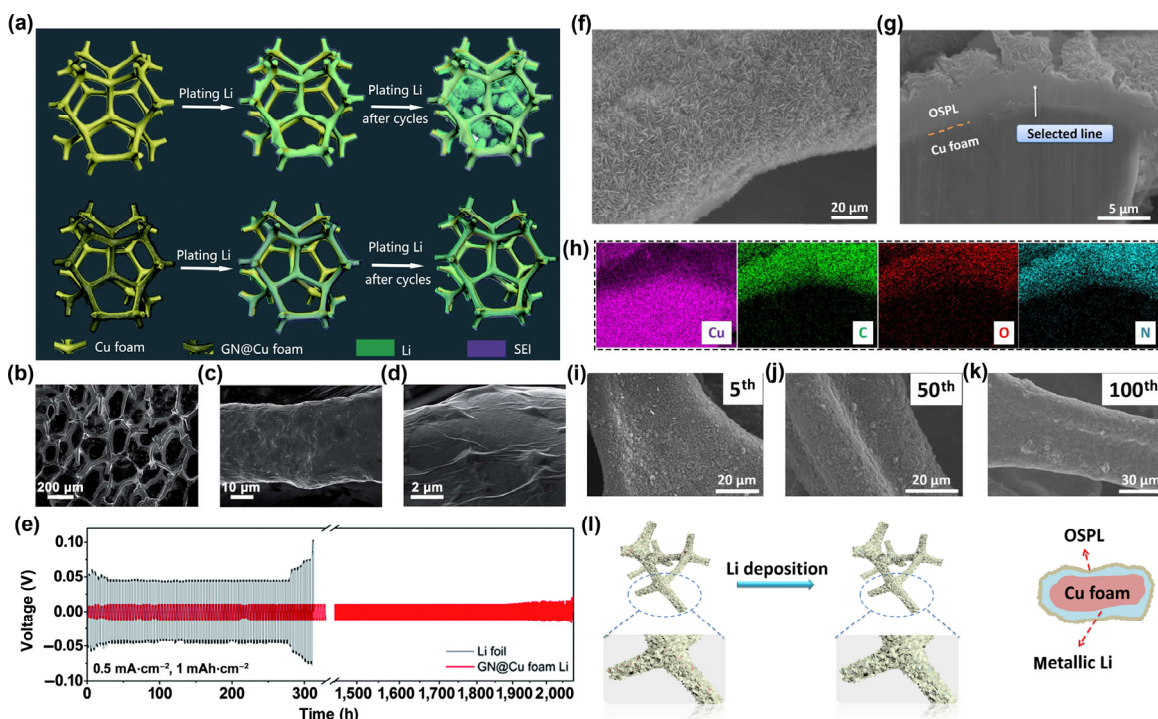 (a)
Plating Li
Plating Li
after cycles
Plating Li
Plating Li
after cycles
Cu foam
GN@Cu foam
Li
SEI
(b)
200 μm
(c)
10 μm
(d)
2 μm
(e)
Voltage (V)
0.10
0.05
0.00
−0.05
−0.10
0.5 mA·cm⁻², 1 mAh·cm⁻²
Li foil
GN@Cu foam Li
0 100 200 300 1,500 1,600 1,700 1,800 1,900 2,000
Time (h)
(f)
20 μm
(g)
OSPL
Cu foam
Selected line
5 μm
(h)
Cu
C
O
N
(i)
5th
20 μm
(j)
50th
20 μm
(k)
100th
30 μm
(l)
Li deposition
OSPL
Cu foam
Metallic Li